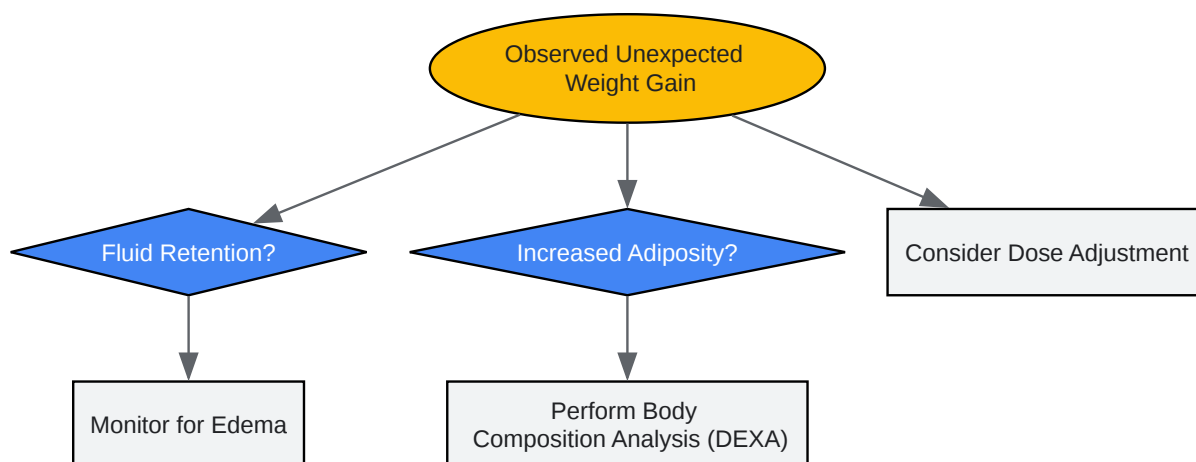 Observed Unexpected
Weight Gain
Fluid Retention?
Increased Adiposity?
Consider Dose Adjustment
Monitor for Edema
Perform Body
Composition Analysis (DEXA)